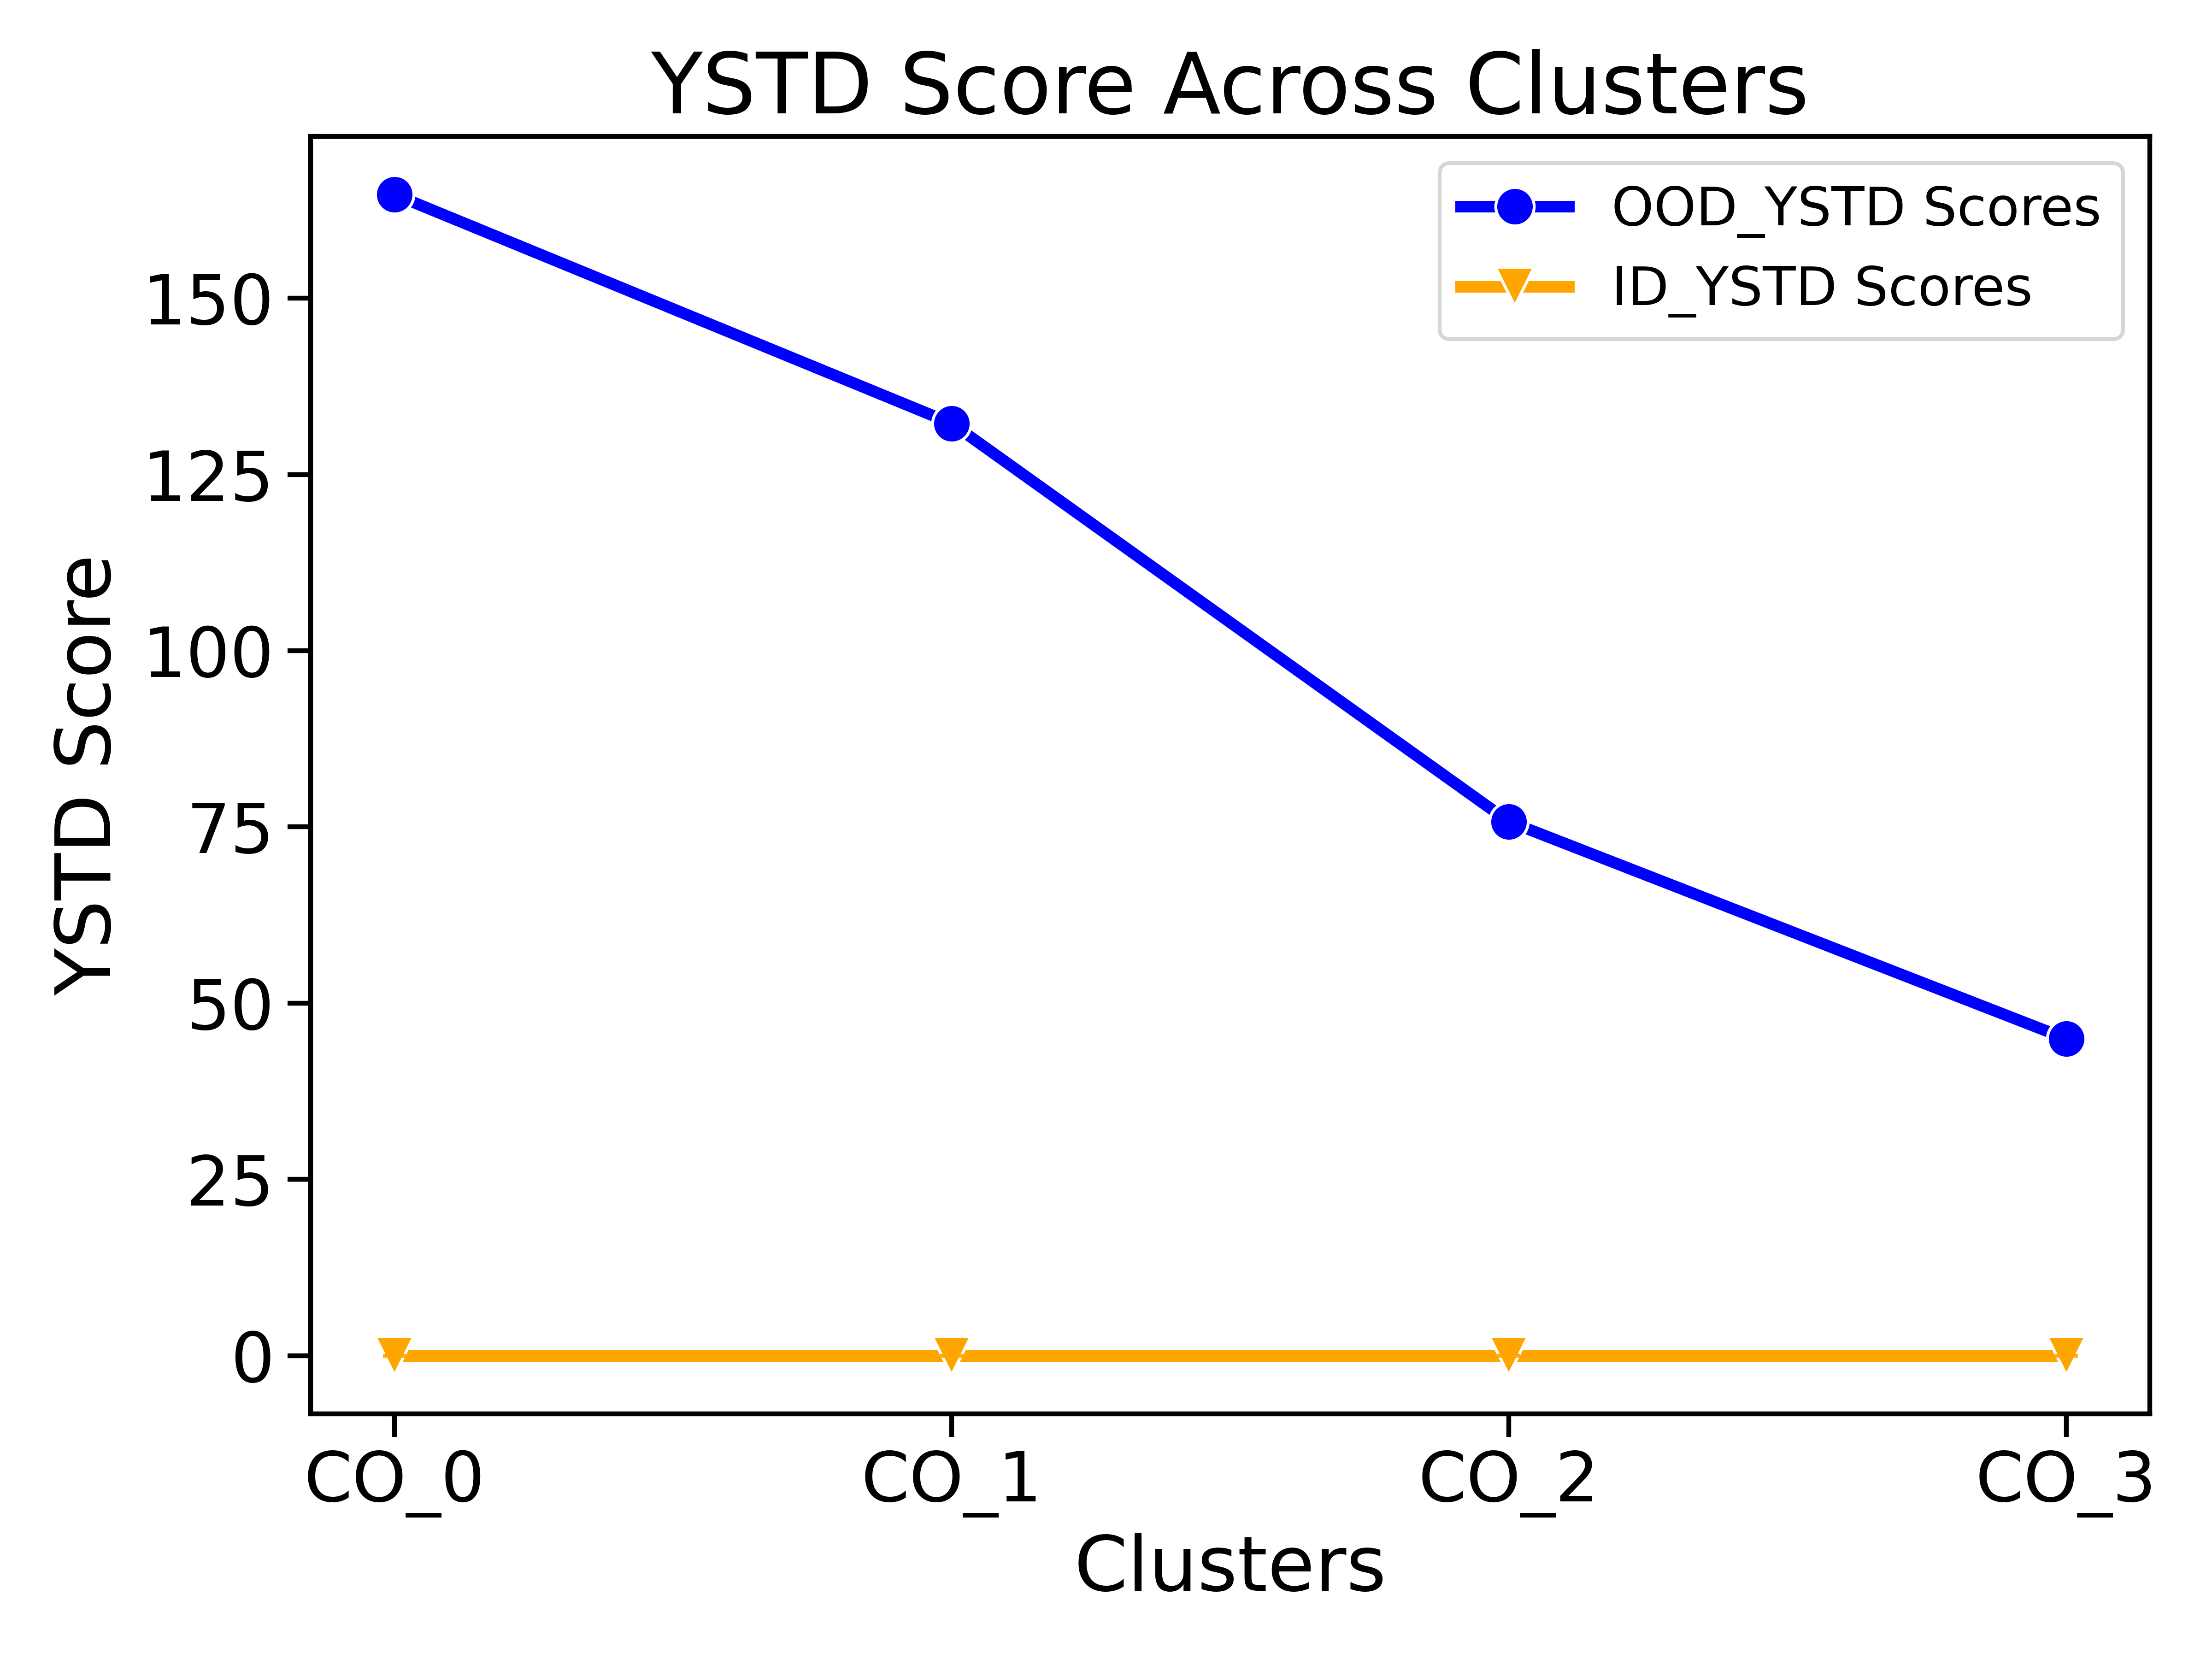 YSTD Score Across Clusters
OOD_YSTD Scores
ID_YSTD Scores
YSTD Score
150
125
100
75
50
25
0
CO_0
CO_1
CO_2
CO_3
Clusters